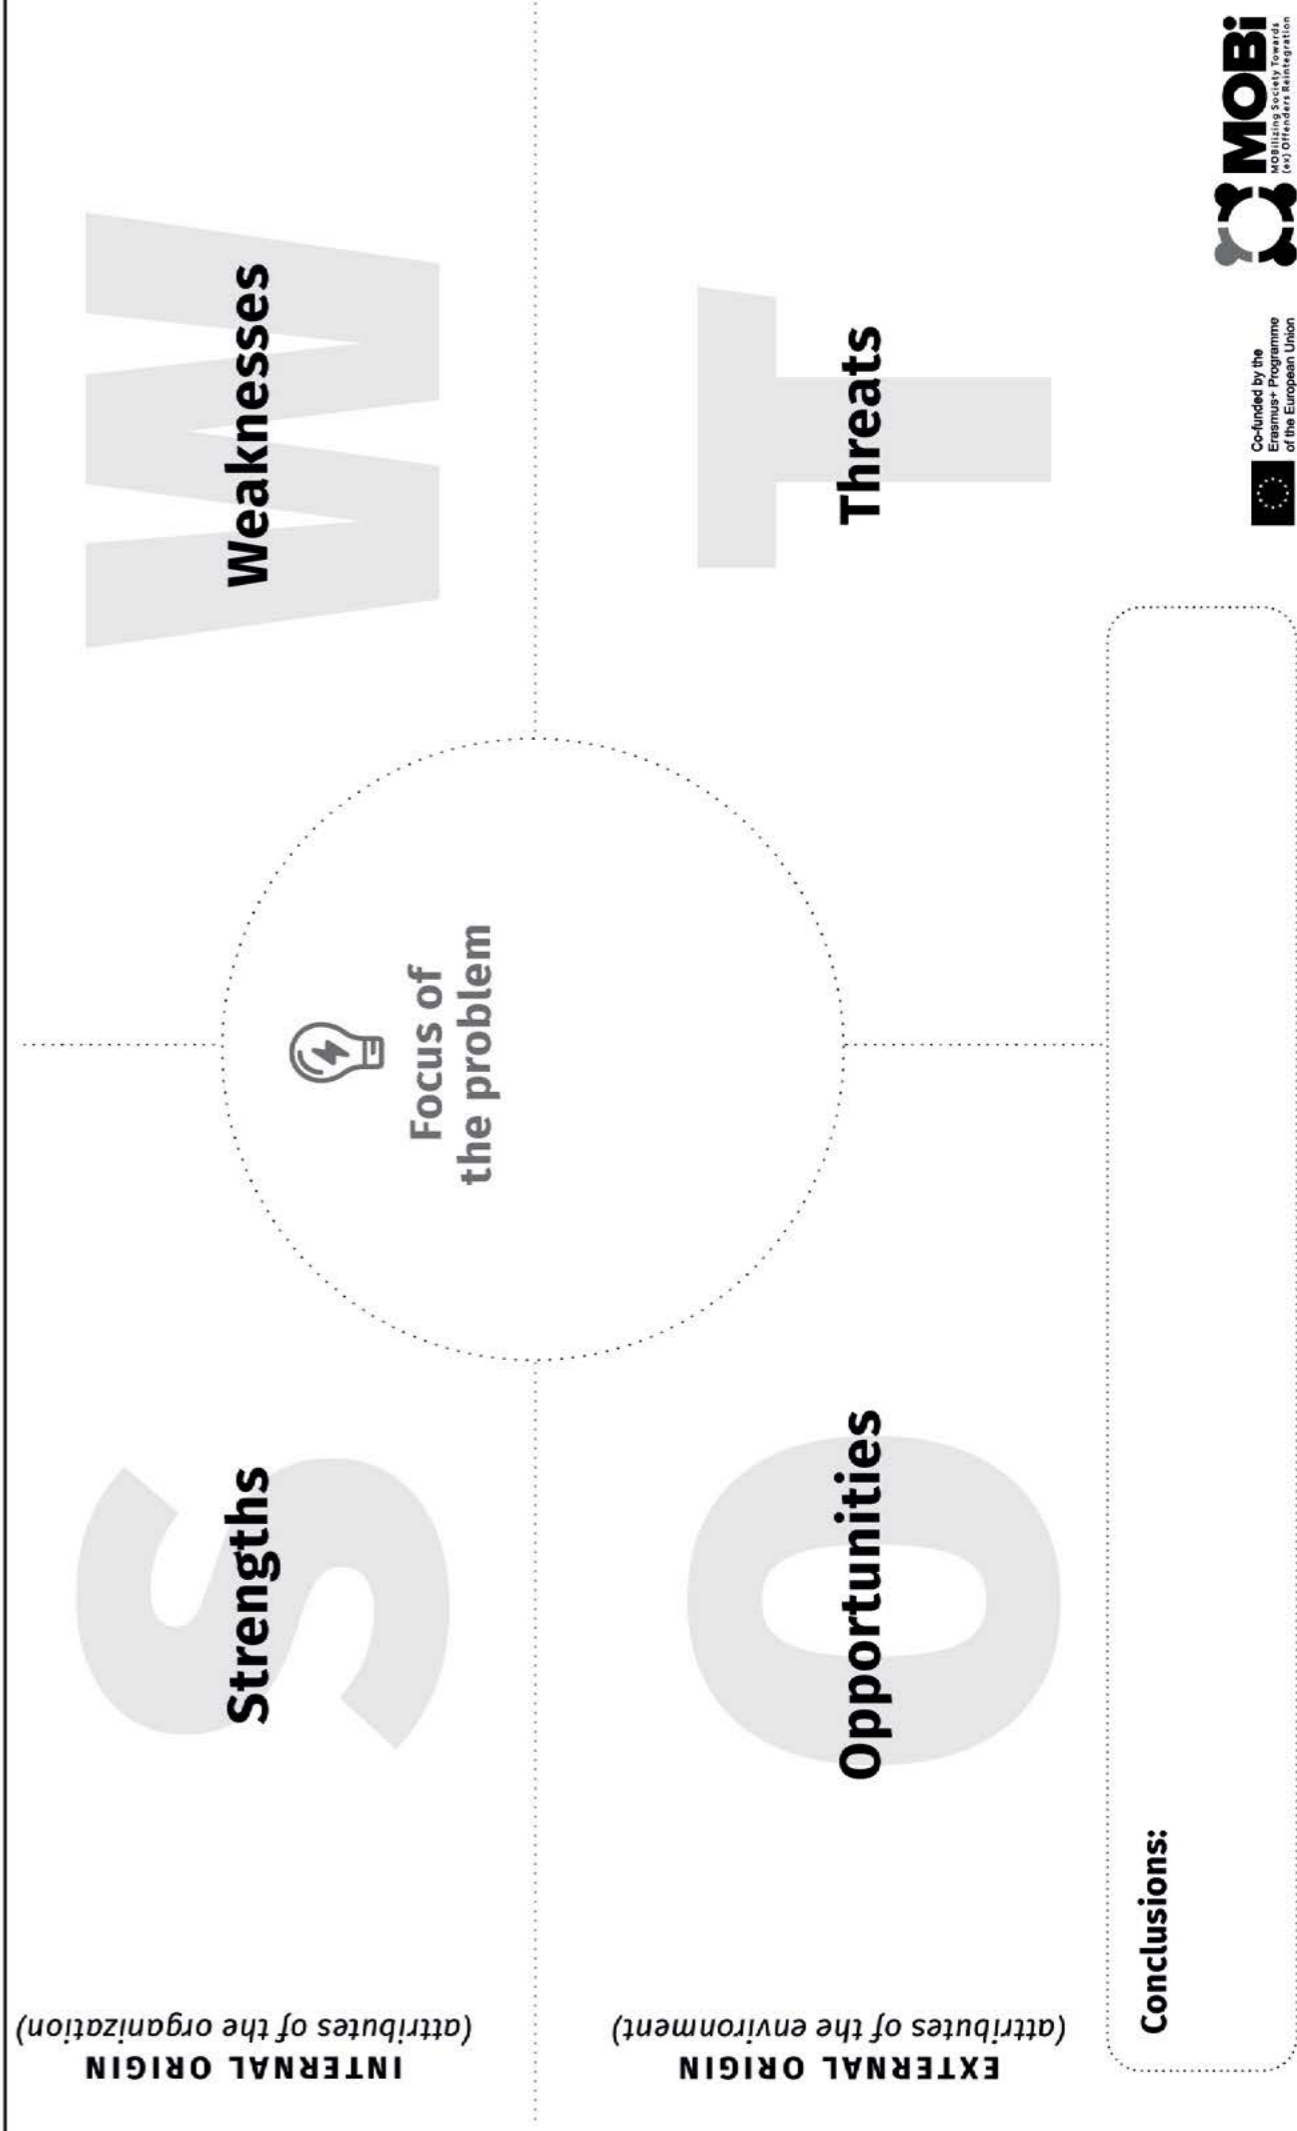 INTERNAL ORIGIN
(attributes of the organization)
S
Strengths
W
Weaknesses
Focus of
the problem
EXTERNAL ORIGIN
(attributes of the environment)
O
Opportunities
T
Threats
Conclusions:
Co-funded by the
Erasmus+ Programme
of the European Union
MOBi
MOBilizing Society Towards
(ex) Offenders Reintegration